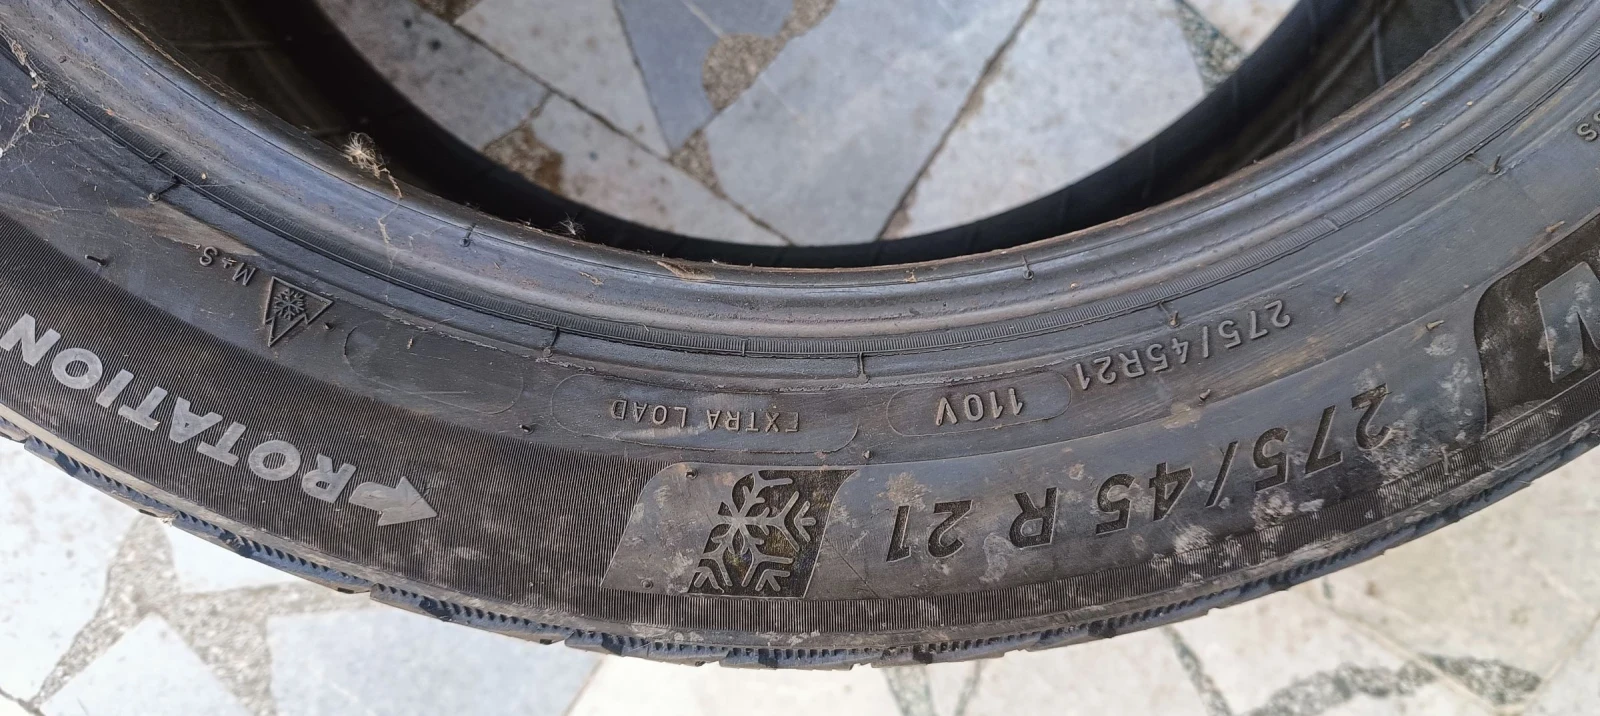 275/45 R 21
275/45R21
110V
EXTRA LOAD
M+S
ROTATION